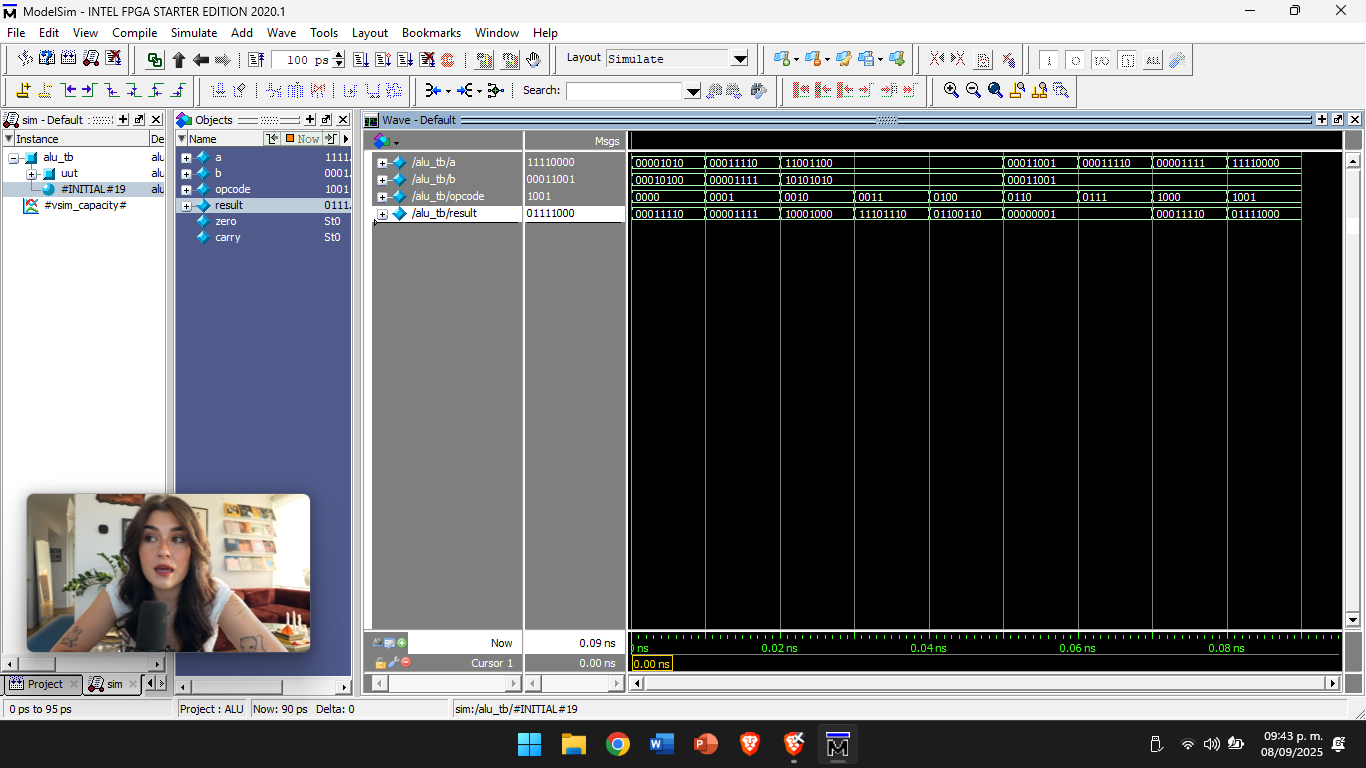 ModelSim - INTEL FPGA STARTER EDITION 2020.1
File Edit View Compile Simulate Add Wave Tools Layout Bookmarks Window Help
100 ps
Layout Simulate
ALL
Search:
sim - Default
Instance De
alu_tb alu
uut alu
#INITIAL#19 alu
#vsim_capacity#
Objects
Name Now
a 1111.
b 0001.
opcode 1001
result 0111.
zero St0
carry St0
Wave - Default
Msgs
/alu_tb/a 11110000 00001010 00011110 11001100 00011001 00011110 00001111 11110000
/alu_tb/b 00011001 00010100 00001111 10101010 00011001
/alu_tb/opcode 1001 0000 0001 0010 0011 0100 0110 0111 1000 1001
/alu_tb/result 01111000 00011110 00001111 10001000 11101110 01100110 00000001 00011110 01111000
Now 0.09 ns ns 0.02 ns 0.04 ns 0.06 ns 0.08 ns
Cursor 1 0.00 ns 0.00 ns
Project sim
0 ps to 95 ps Project : ALU Now: 90 ps Delta: 0 sim:/alu_tb/#INITIAL#19
09:43 p. m.
08/09/2025